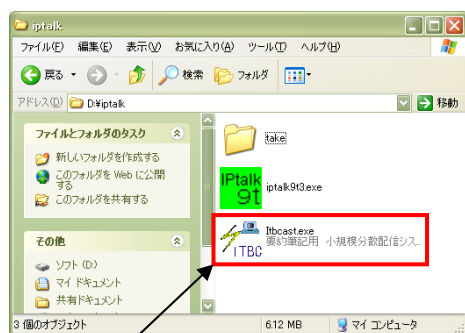 iptalk
ファイル(F) 編集(E) 表示(V) お気に入り(A) ツール(T) ヘルプ(H)
戻る 検索 フォルダ
アドレス(D) D:¥iptalk 移動
ファイルとフォルダのタスク
新しいフォルダを作成する
このフォルダを Web に公開
する
このフォルダを共有する
その他
ソフト (D:)
マイ ドキュメント
共有ドキュメント
take
IPtalk
9t
iptalk9t3.exe
ITBC
Itbcast.exe
要約筆記用 小規模分散配信シス...
3 個のオブジェクト 6.12 MB マイ コンピュータ